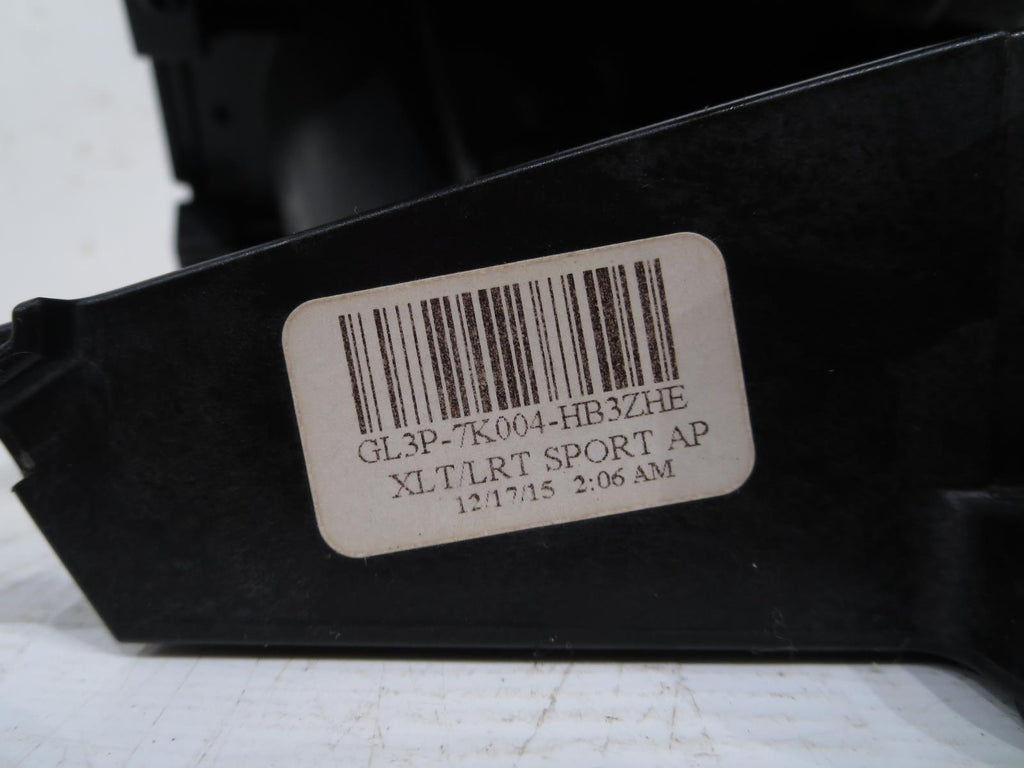 GL3P-7K004-HB3ZHE
XLT/LRT SPORT AP
12/17/15 2:06 AM